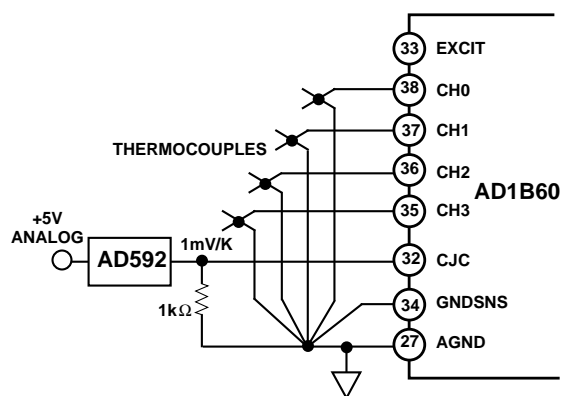 33 EXCIT
38 CH0
37 CH1
THERMOCOUPLES
36 CH2
AD1B60
35 CH3
+5V
ANALOG
AD592
1mV/K
32 CJC
1kΩ
34 GNDSNS
27 AGND